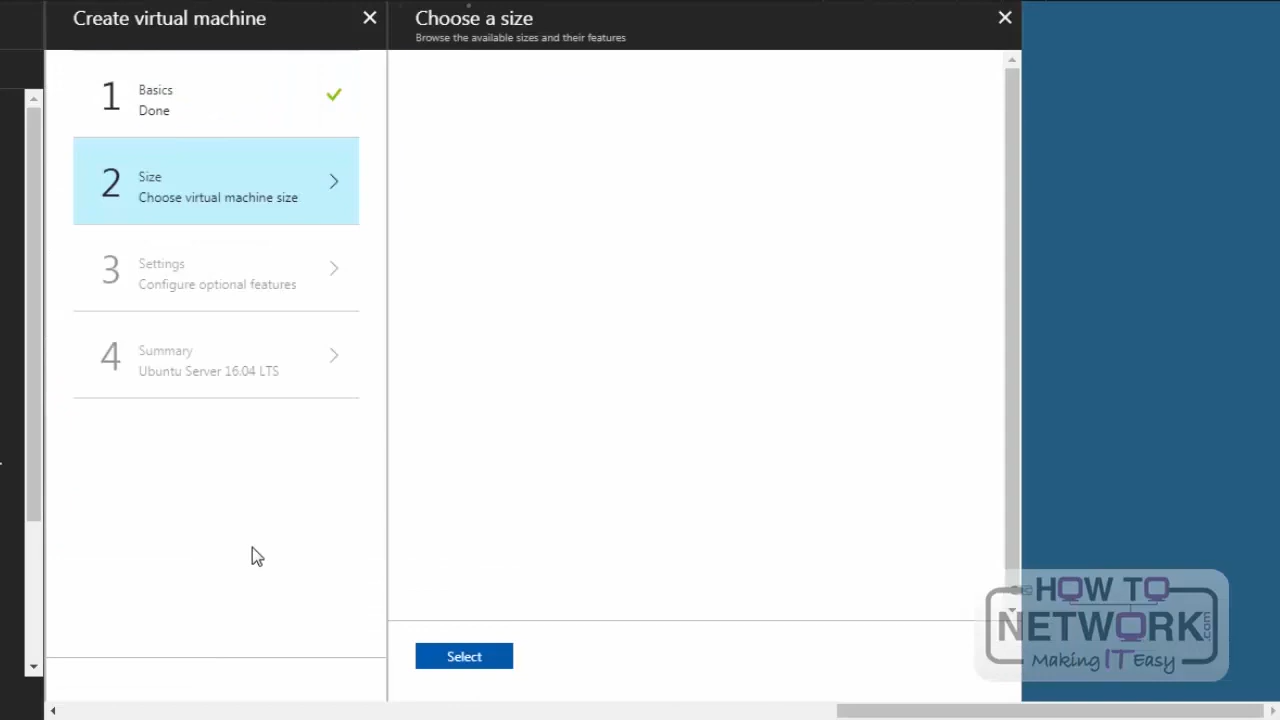 Create virtual machine
Choose a size
Browse the available sizes and their features
1
Basics
Done
2
Size
Choose virtual machine size
3
Settings
Configure optional features
4
Summary
Ubuntu Server 16.04 LTS
Select
HOW TO
NETWORK.com
Making IT Easy